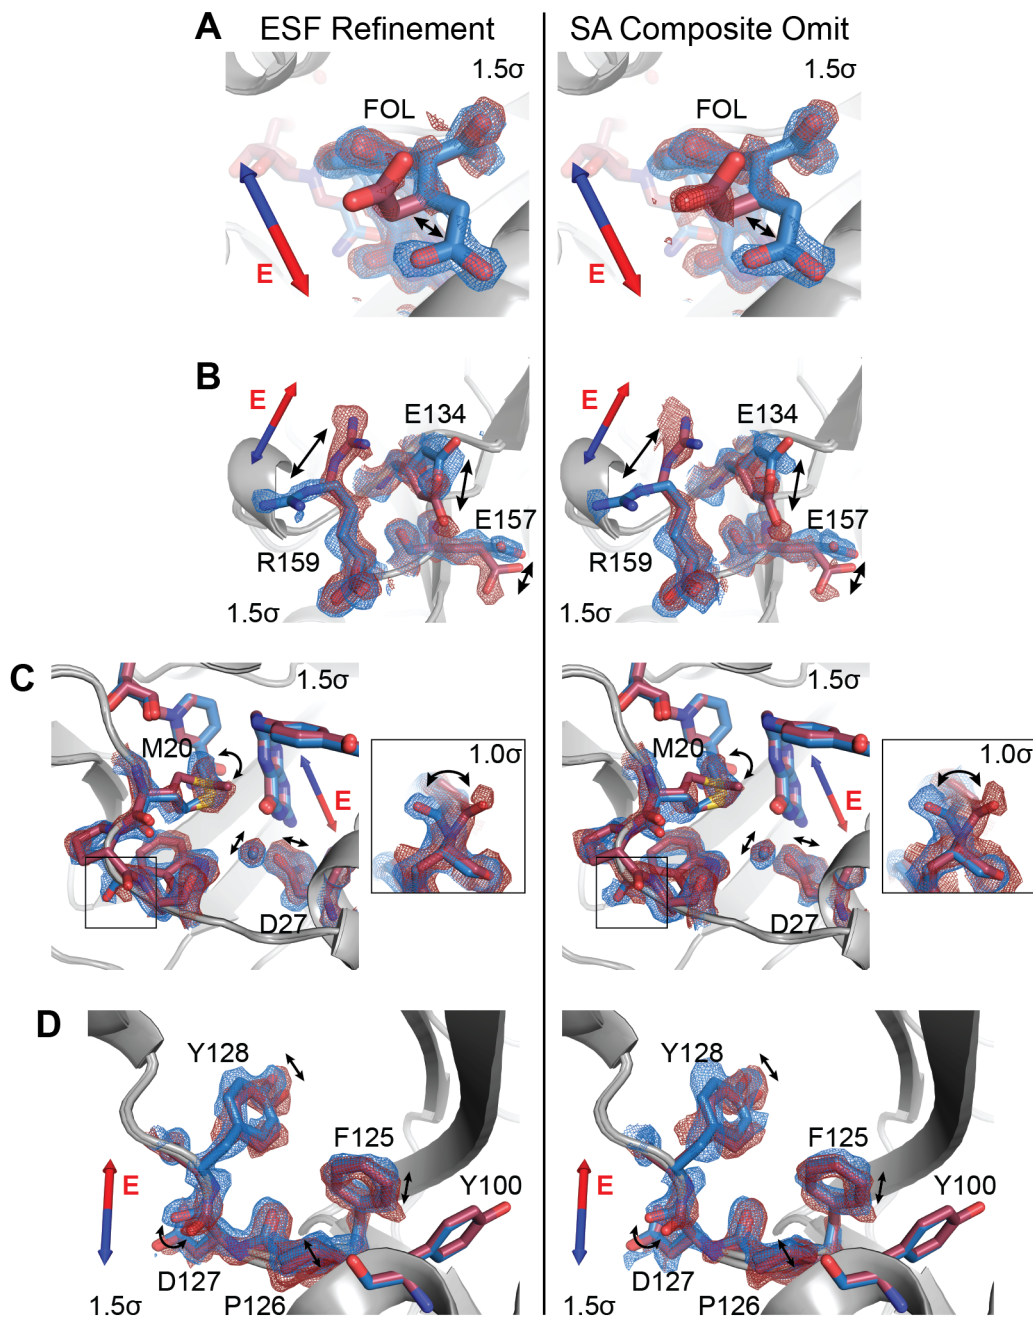 A ESF Refinement SA Composite Omit
1.5σ 1.5σ
FOL FOL
E E
B
E E134 E E134
E157 E157
R159 R159
1.5σ 1.5σ
C
1.5σ 1.5σ
M20 1.0σ M20 1.0σ
E E
D27 D27
D
Y128 Y128
F125 F125
E Y100 E Y100
D127 D127
1.5σ P126 1.5σ P126